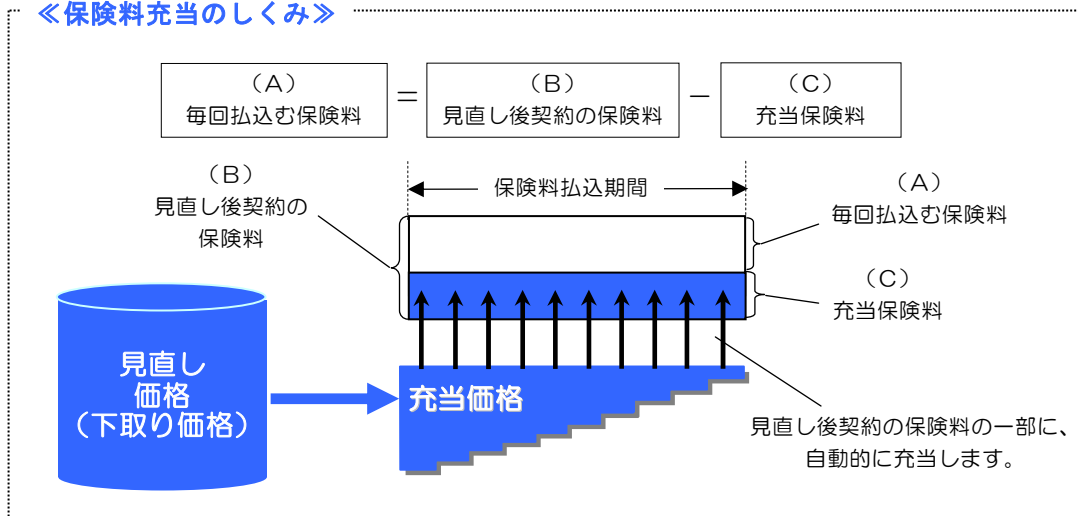 ≪保険料充当のしくみ≫
(A)
毎回払込む保険料
=
(B)
見直し後契約の保険料
−
(C)
充当保険料
(B)
見直し後契約の
保険料
保険料払込期間
(A)
毎回払込む保険料
(C)
充当保険料
見直し
価格
(下取り価格)
充当価格
見直し後契約の保険料の一部に、
自動的に充当します。